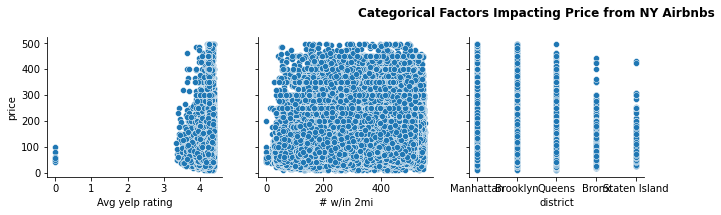 Categorical Factors Impacting Price from NY Airbnbs
500
400
300
200
100
0
price
0 1 2 3 4
Avg yelp rating
0 200 400
# w/in 2mi
Manhattan Brooklyn Queens Bronx Staten Island
district